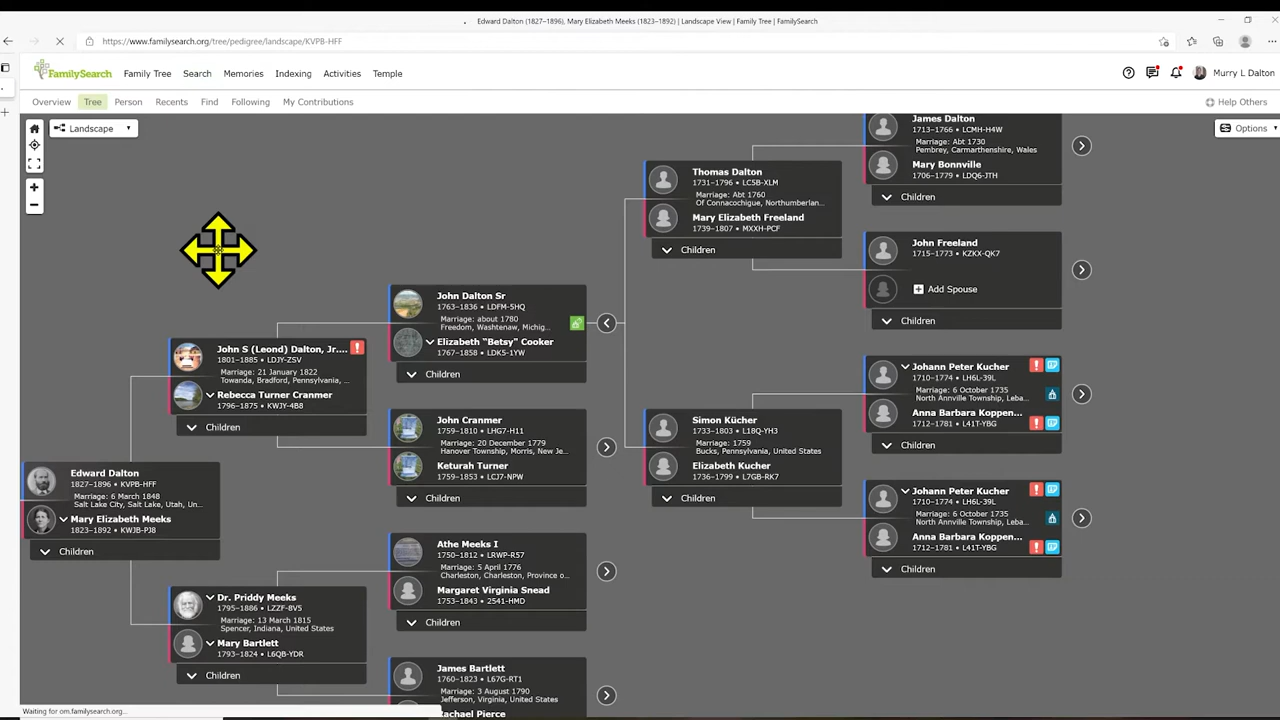 Edward Dalton (1827–1896), Mary Elizabeth Meeks (1823–1892) | Landscape View | Family Tree | FamilySearch
https://www.familysearch.org/tree/pedigree/landscape/KVPB-HFF
FamilySearch Family Tree Search Memories Indexing Activities Temple Murry L Dalton
Overview Tree Person Recents Find Following My Contributions Help Others
Landscape
Options
James Dalton
1713–1766 • LCMH-H4W
Marriage: Abt 1730
Pembrey, Carmarthenshire, Wales
Mary Bonnville
1706–1779 • LDQ6-JTH
Children
Thomas Dalton
1731–1796 • LC5B-XLM
Marriage: Abt 1760
Of Connacochigue, Northumberlan...
Mary Elizabeth Freeland
1739–1807 • MXXH-PCF
Children
John Freeland
1715–1773 • KZKX-QK7
Add Spouse
Children
John Dalton Sr
1763–1836 • LDFM-5HQ
Marriage: about 1780
Freedom, Washtenaw, Michig...
Elizabeth “Betsy” Cooker
1767–1858 • LDK5-1YW
Children
John S (Leond) Dalton, Jr....
1801–1885 • LDJY-ZSV
Marriage: 21 January 1822
Towanda, Bradford, Pennsylvania, ...
Rebecca Turner Cranmer
1796–1875 • KWJY-4B8
Children
Johann Peter Kucher
1710–1774 • LH6L-39L
Marriage: 6 October 1735
North Annville Township, Leba...
Anna Barbara Koppen...
1712–1781 • L41T-YBG
Children
John Cranmer
1759–1810 • LHG7-H11
Marriage: 20 December 1779
Hanover Township, Morris, New Je...
Keturah Turner
1759–1853 • LCJ7-NPW
Children
Simon Kücher
1733–1803 • L18Q-YH3
Marriage: 1759
Bucks, Pennsylvania, United States
Elizabeth Kucher
1736–1799 • L7GB-RK7
Children
Edward Dalton
1827–1896 • KVPB-HFF
Marriage: 6 March 1848
Salt Lake City, Salt Lake, Utah, Un...
Mary Elizabeth Meeks
1823–1892 • KWJB-PJ8
Children
Johann Peter Kucher
1710–1774 • LH6L-39L
Marriage: 6 October 1735
North Annville Township, Leba...
Anna Barbara Koppen...
1712–1781 • L41T-YBG
Children
Athe Meeks I
1750–1812 • LRWP-R57
Marriage: 5 April 1776
Charleston, Charleston, Province o...
Margaret Virginia Snead
1753–1843 • 2541-HMD
Children
Dr. Priddy Meeks
1795–1886 • LZZF-8V5
Marriage: 13 March 1815
Spencer, Indiana, United States
Mary Bartlett
1793–1824 • L6QB-YDR
Children
James Bartlett
1760–1823 • L67G-RT1
Marriage: 3 August 1790
Jefferson, Virginia, United States
Rachael Pierce
Waiting for om.familysearch.org...